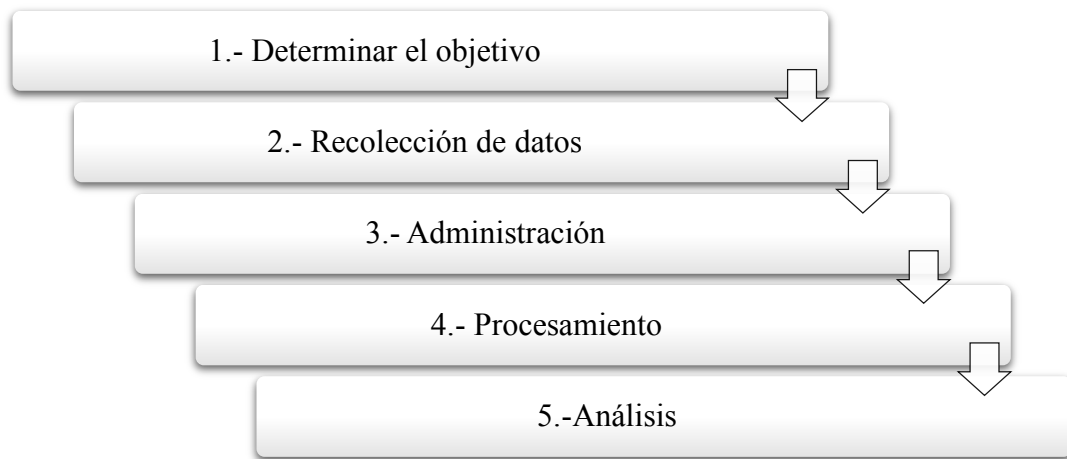 1.- Determinar el objetivo
2.- Recolección de datos
3.- Administración
4.- Procesamiento
5.-Análisis